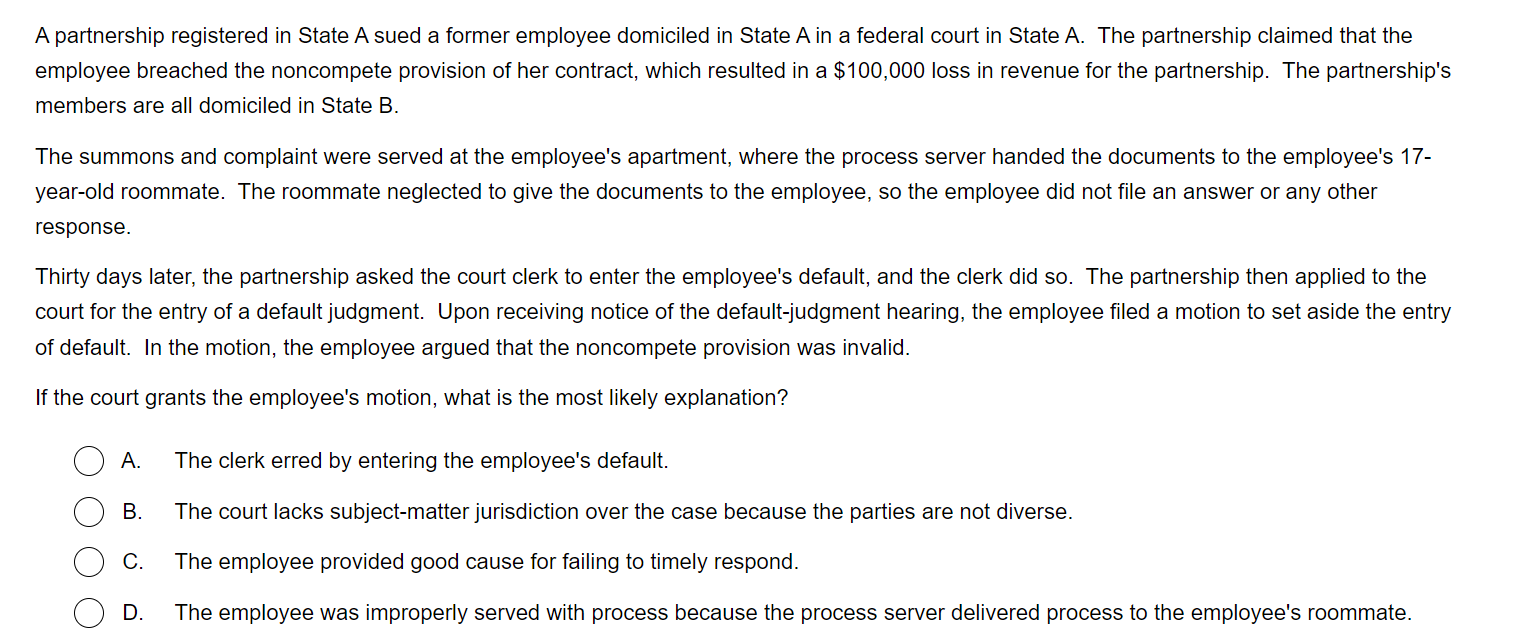 A partnership registered in State A sued a former employee domiciled in State A in a federal court in State A.  The partnership claimed that the
employee breached the noncompete provision of her contract, which resulted in a $100,000 loss in revenue for the partnership.  The partnership's
members are all domiciled in State B.
The summons and complaint were served at the employee's apartment, where the process server handed the documents to the employee's 17-
year-old roommate.  The roommate neglected to give the documents to the employee, so the employee did not file an answer or any other
response.
Thirty days later, the partnership asked the court clerk to enter the employee's default, and the clerk did so.  The partnership then applied to the
court for the entry of a default judgment.  Upon receiving notice of the default-judgment hearing, the employee filed a motion to set aside the entry
of default.  In the motion, the employee argued that the noncompete provision was invalid.
If the court grants the employee's motion, what is the most likely explanation?
A. The clerk erred by entering the employee's default.
B. The court lacks subject-matter jurisdiction over the case because the parties are not diverse.
C. The employee provided good cause for failing to timely respond.
D. The employee was improperly served with process because the process server delivered process to the employee's roommate.